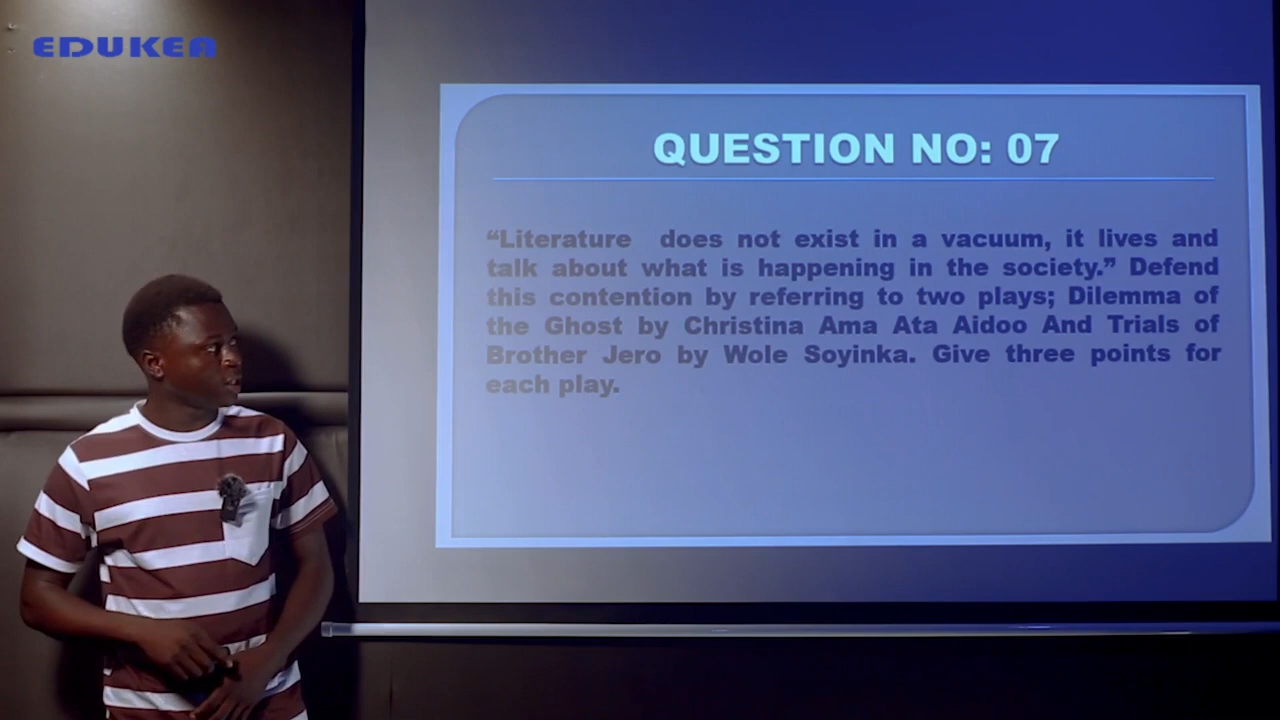 EDUKEA
QUESTION NO: 07
“Literature does not exist in a vacuum, it lives and
talk about what is happening in the society.” Defend
this contention by referring to two plays; Dilemma of
the Ghost by Christina Ama Ata Aidoo And Trials of
Brother Jero by Wole Soyinka. Give three points for
each play.